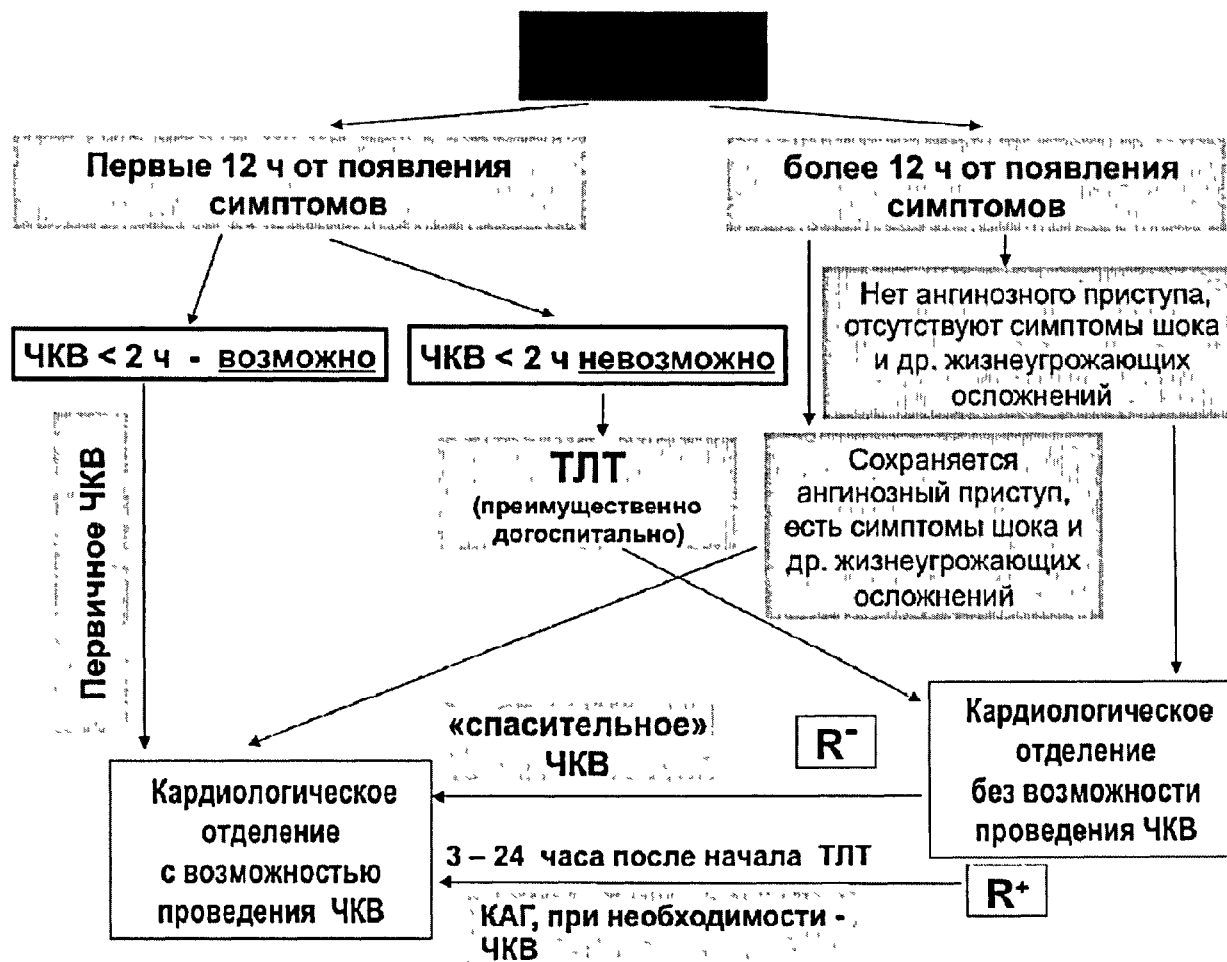 Первые 12 ч от появления
симптомов
более 12 ч от появления
симптомов
Нет ангинозного приступа,
отсутствуют симптомы шока
и др. жизнеугрожающих
осложнений
ЧКВ < 2 ч - возможно
ЧКВ < 2 ч невозможно
Первичное ЧКВ
ТЛТ
(преимущественно
догоспитально)
Сохраняется
ангинозный приступ,
есть симптомы шока и
др. жизнеугрожающих
осложнений
«спасительное»
ЧКВ
R⁻
Кардиологическое
отделение
без возможности
проведения ЧКВ
Кардиологическое
отделение
с возможностью
проведения ЧКВ
3 – 24 часа после начала ТЛТ
R⁺
КАГ, при необходимости -
ЧКВ